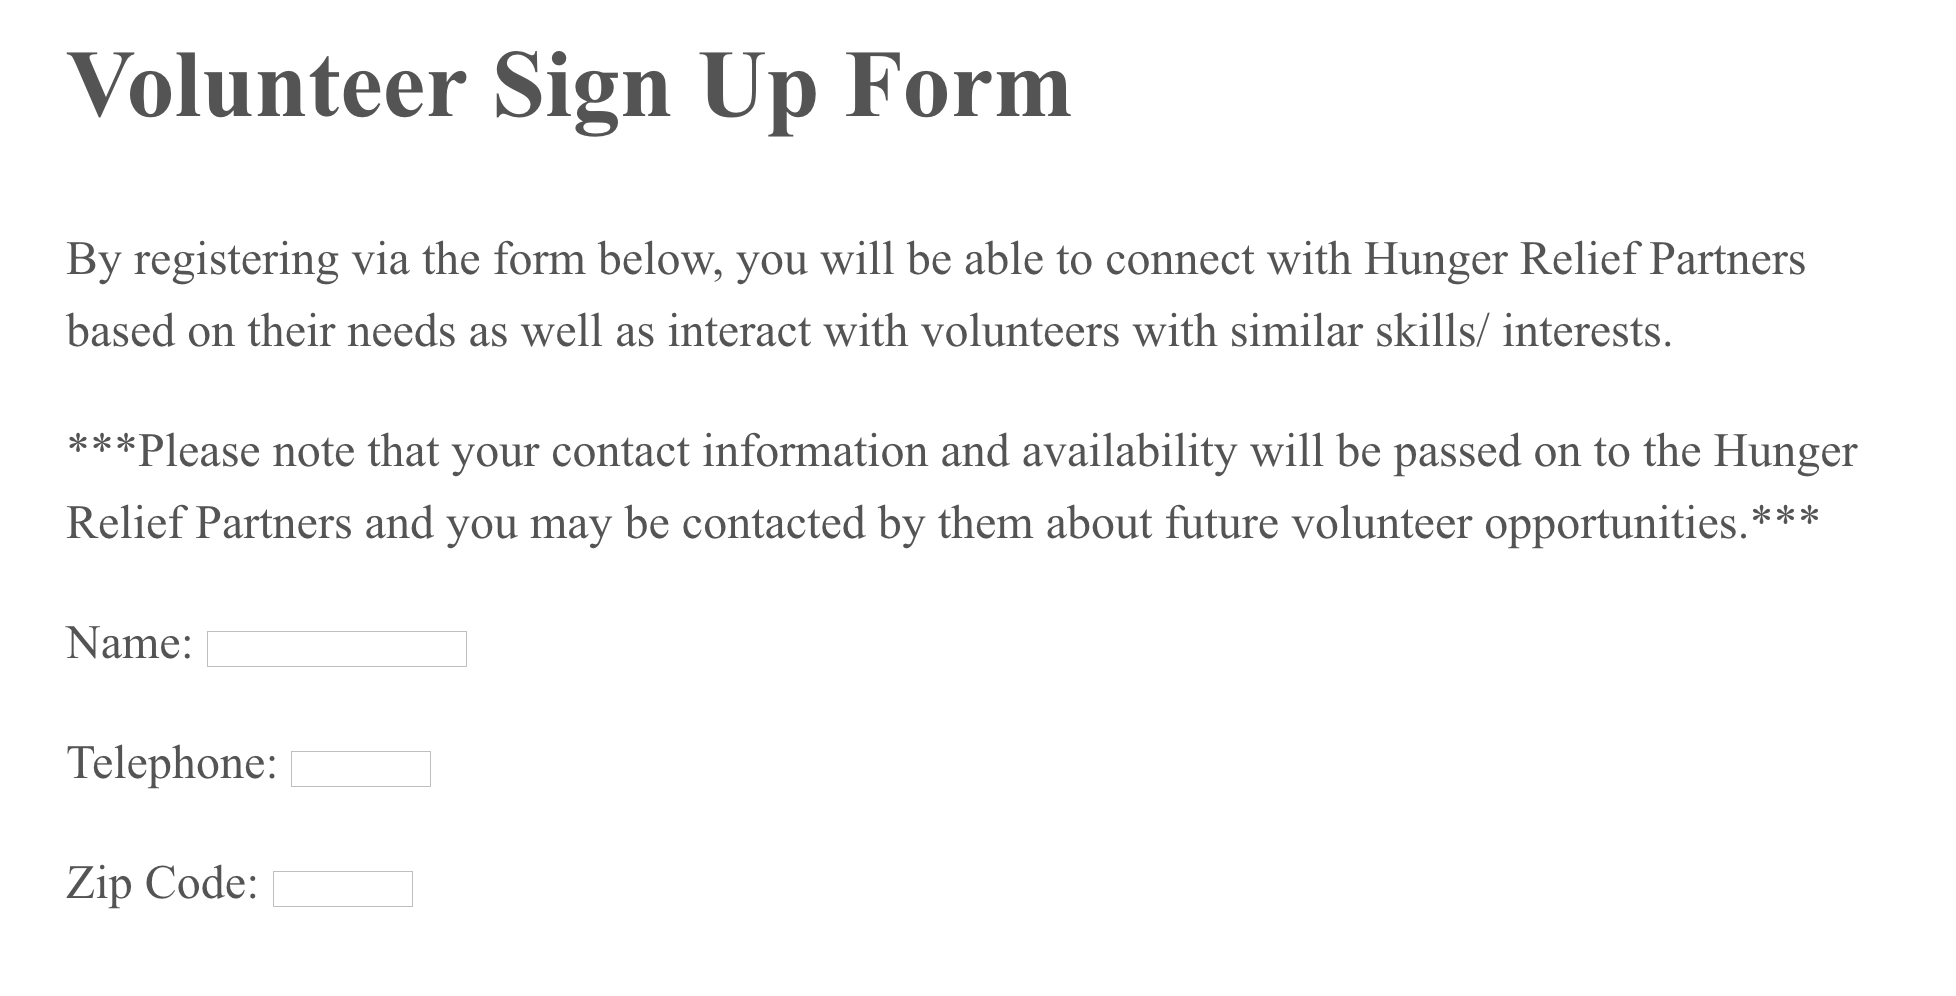 Volunteer Sign Up Form
By registering via the form below, you will be able to connect with Hunger Relief Partners
based on their needs as well as interact with volunteers with similar skills/ interests.
***Please note that your contact information and availability will be passed on to the Hunger
Relief Partners and you may be contacted by them about future volunteer opportunities.***
Name:
Telephone:
Zip Code: